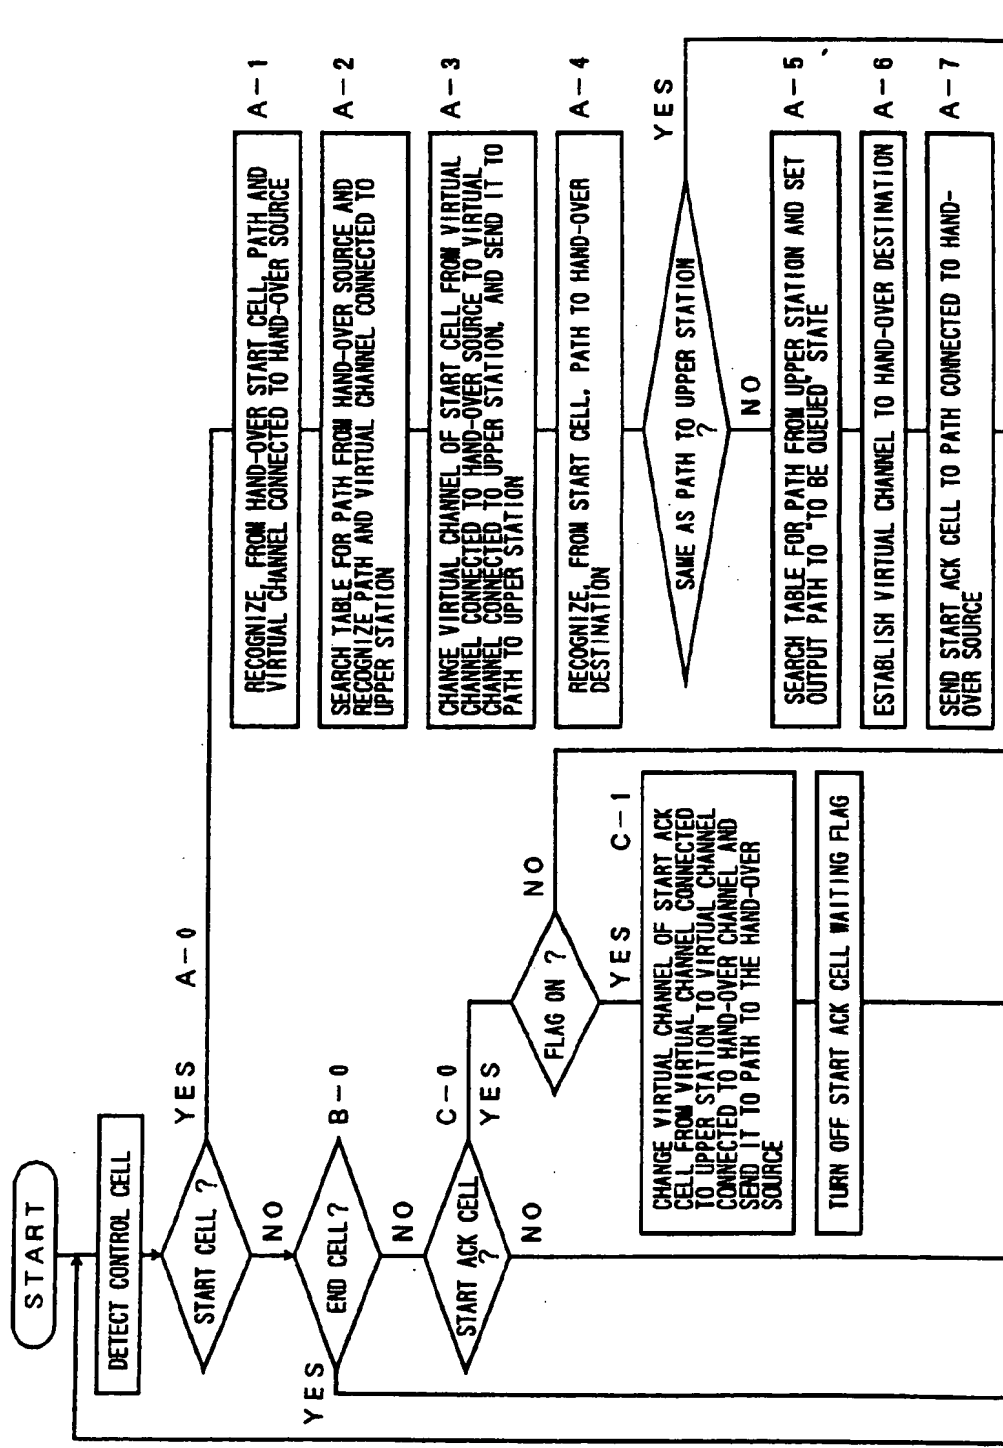 START
DETECT CONTROL CELL
START CELL ?
YES
A-0
NO
RECOGNIZE, FROM HAND-OVER START CELL, PATH AND
VIRTUAL CHANNEL CONNECTED TO HAND-OVER SOURCE
A-1
SEARCH TABLE FOR PATH FROM HAND-OVER SOURCE AND
RECOGNIZE PATH AND VIRTUAL CHANNEL CONNECTED TO
UPPER STATION
A-2
CHANGE VIRTUAL CHANNEL OF START CELL FROM VIRTUAL
CHANNEL CONNECTED TO HAND-OVER SOURCE TO VIRTUAL
CHANNEL CONNECTED TO UPPER STATION, AND SEND IT TO
PATH TO UPPER STATION
A-3
RECOGNIZE, FROM START CELL, PATH TO HAND-OVER
DESTINATION
A-4
SAME AS PATH TO UPPER STATION
?
YES
NO
SEARCH TABLE FOR PATH FROM UPPER STATION AND SET
OUTPUT PATH TO "TO BE QUEUED" STATE
A-5
ESTABLISH VIRTUAL CHANNEL TO HAND-OVER DESTINATION
A-6
SEND START ACK CELL TO PATH CONNECTED TO HAND-
OVER SOURCE
A-7
END CELL?
B-0
YES
NO
START ACK CELL
?
C-0
YES
NO
FLAG ON ?
NO
YES
C-1
CHANGE VIRTUAL CHANNEL OF START ACK
CELL FROM VIRTUAL CHANNEL CONNECTED
TO UPPER STATION TO VIRTUAL CHANNEL
CONNECTED TO HAND-OVER CHANNEL AND
SEND IT TO PATH TO THE HAND-OVER
SOURCE
TURN OFF START ACK CELL WAITING FLAG